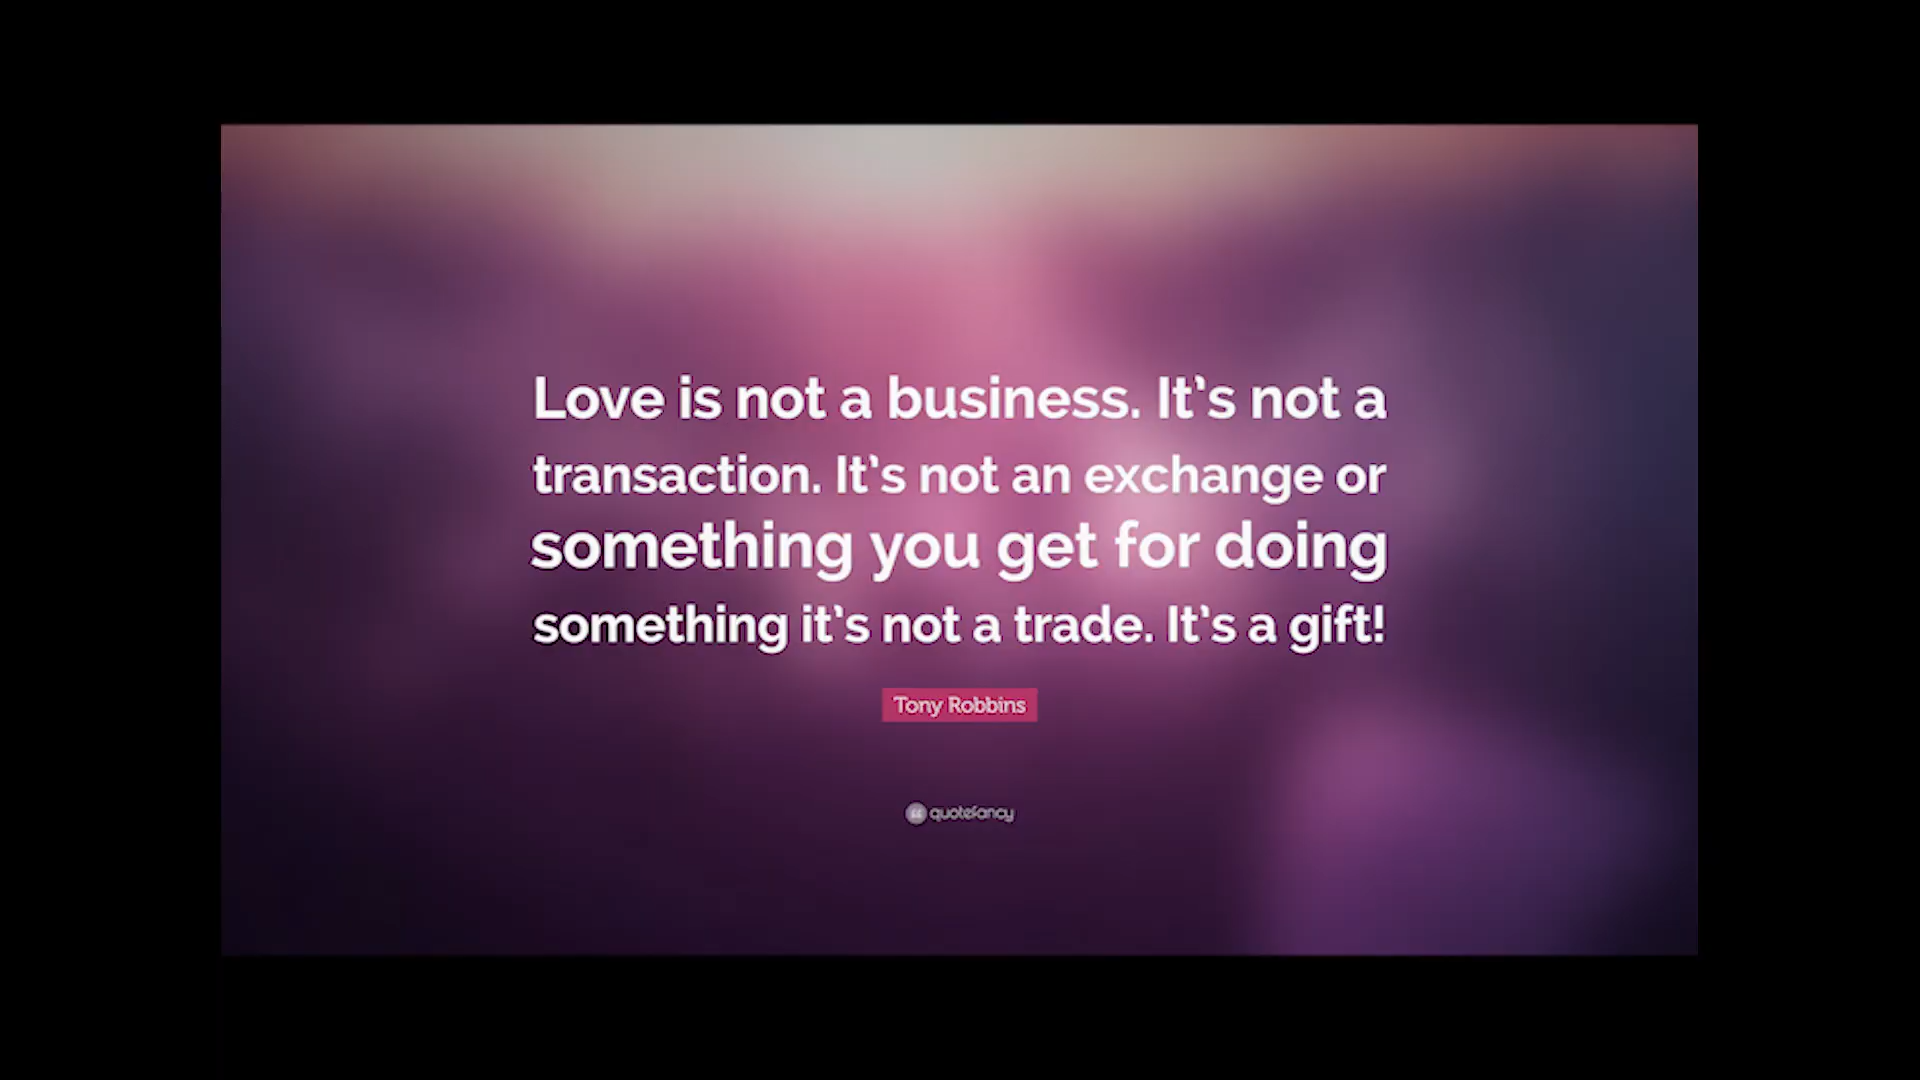 Love is not a business. It’s not a
transaction. It’s not an exchange or
something you get for doing
something it’s not a trade. It’s a gift!
Tony Robbins
quotefancy